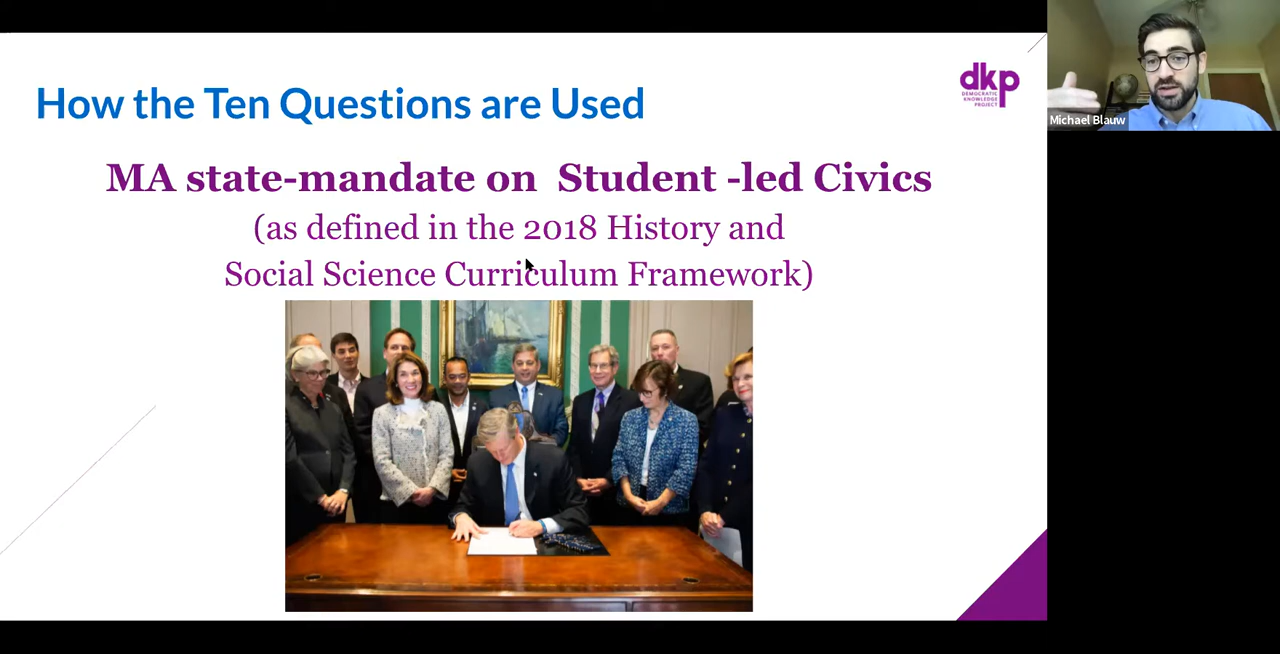 How the Ten Questions are Used
dkp
DEMOCRATIC
KNOWLEDGE
PROJECT
MA state-mandate on  Student -led Civics
(as defined in the 2018 History and
Social Science Curriculum Framework)
Michael Blauw